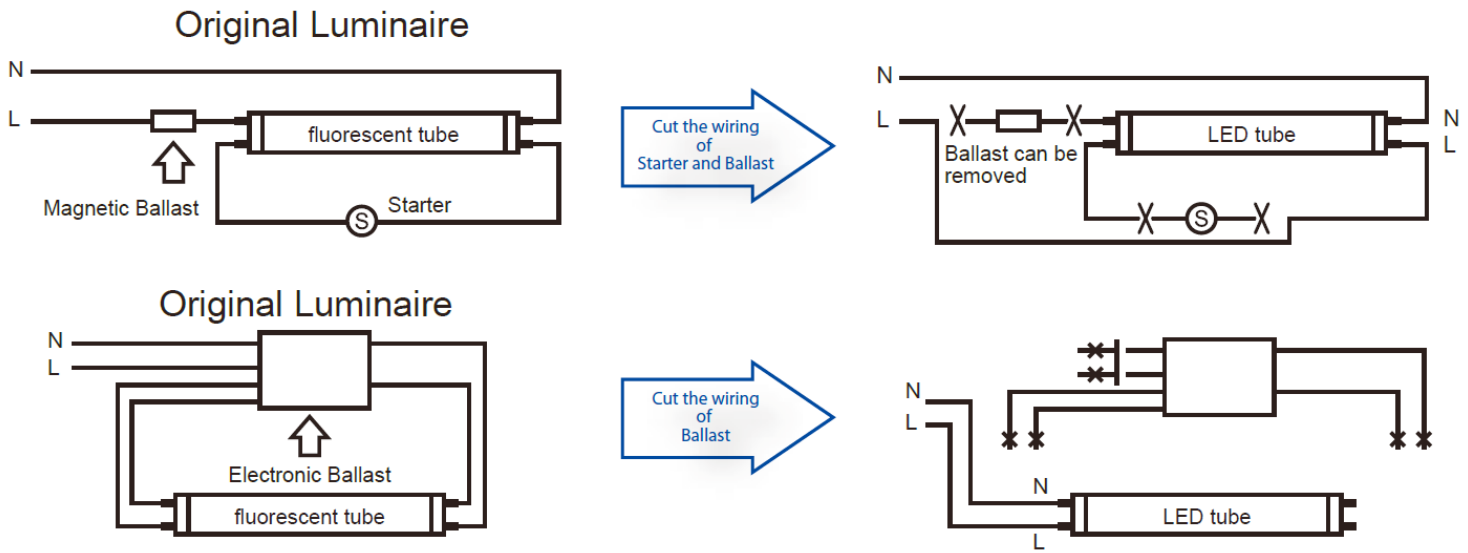 Original Luminaire
N
L
fluorescent tube
Magnetic Ballast
Starter
S
Cut the wiring
of
Starter and Ballast
N
L
LED tube
N
L
Ballast can be
removed
S
Original Luminaire
N
L
Electronic Ballast
fluorescent tube
Cut the wiring
of
Ballast
N
L
N
LED tube
L